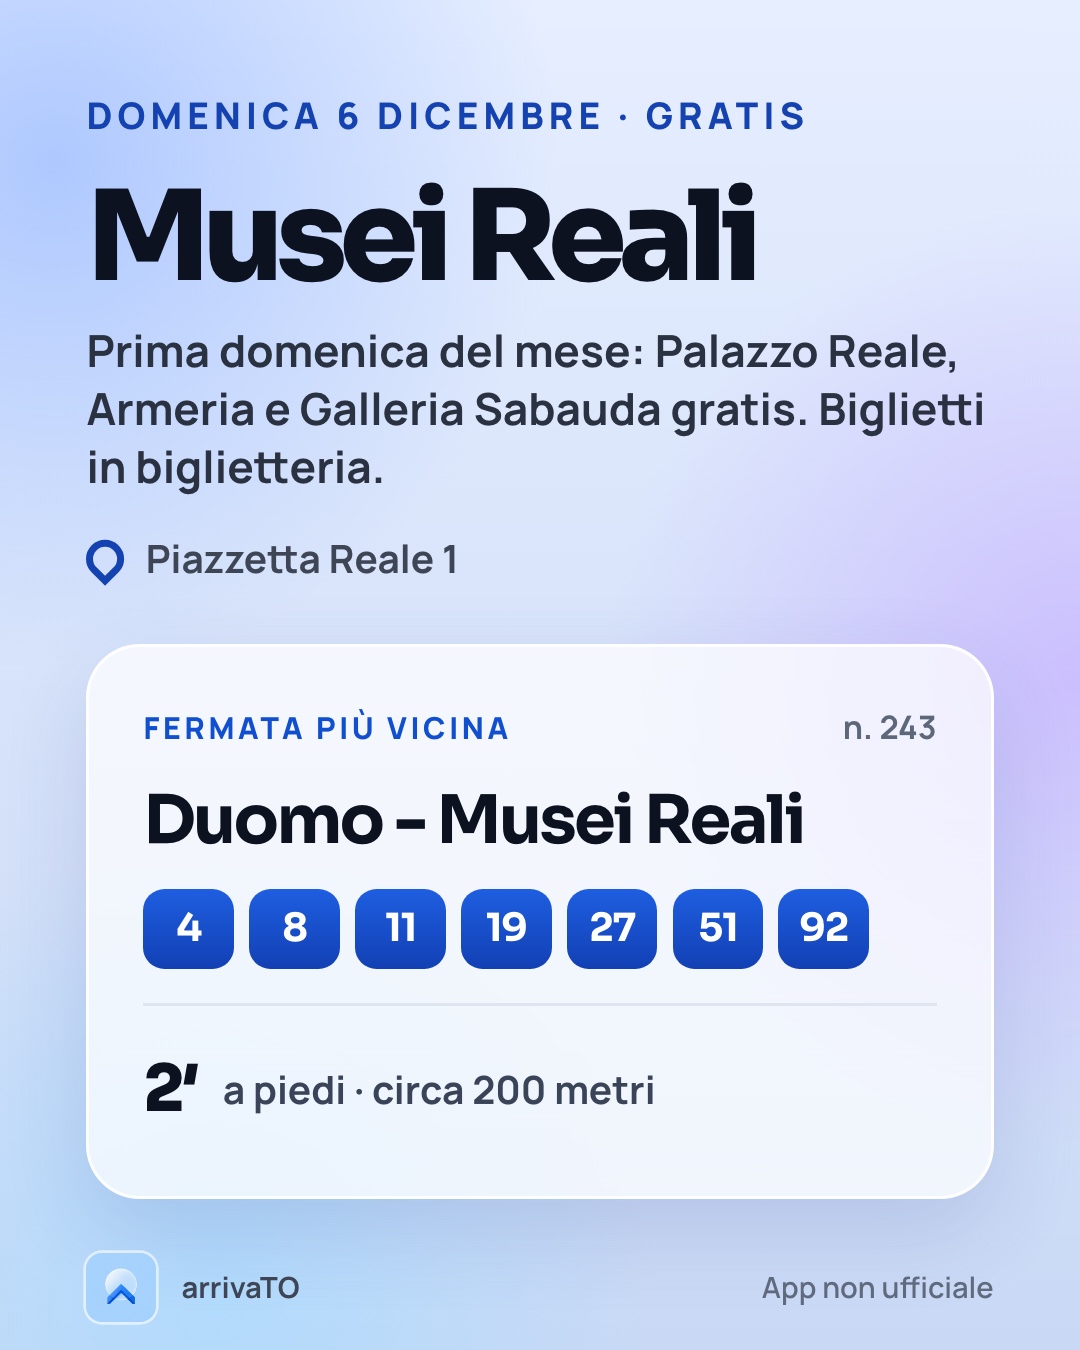 DOMENICA 6 DICEMBRE · GRATIS
Musei Reali
Prima domenica del mese: Palazzo Reale,
Armeria e Galleria Sabauda gratis. Biglietti
in biglietteria.
Piazzetta Reale 1
FERMATA PIÙ VICINA n. 243
Duomo – Musei Reali
4 8 11 19 27 51 92
2′ a piedi · circa 200 metri
arrivaTO App non ufficiale